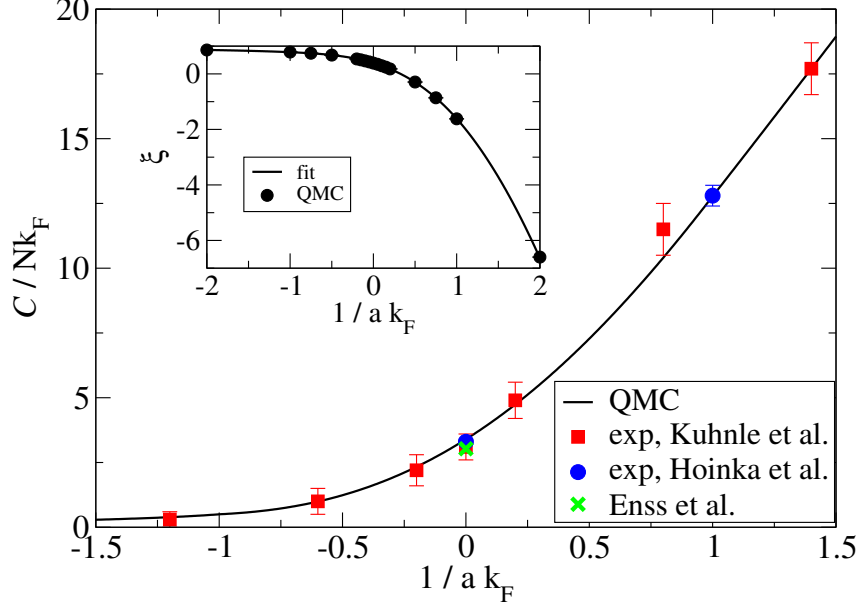 20
15
10
5
0
C / Nk_F
-1.5
-1
-0.5
0
0.5
1
1.5
1 / a k_F
0
-2
-4
-6
ξ
-2
-1
0
1
2
1 / a k_F
fit
QMC
QMC
exp, Kuhnle et al.
exp, Hoinka et al.
Enss et al.